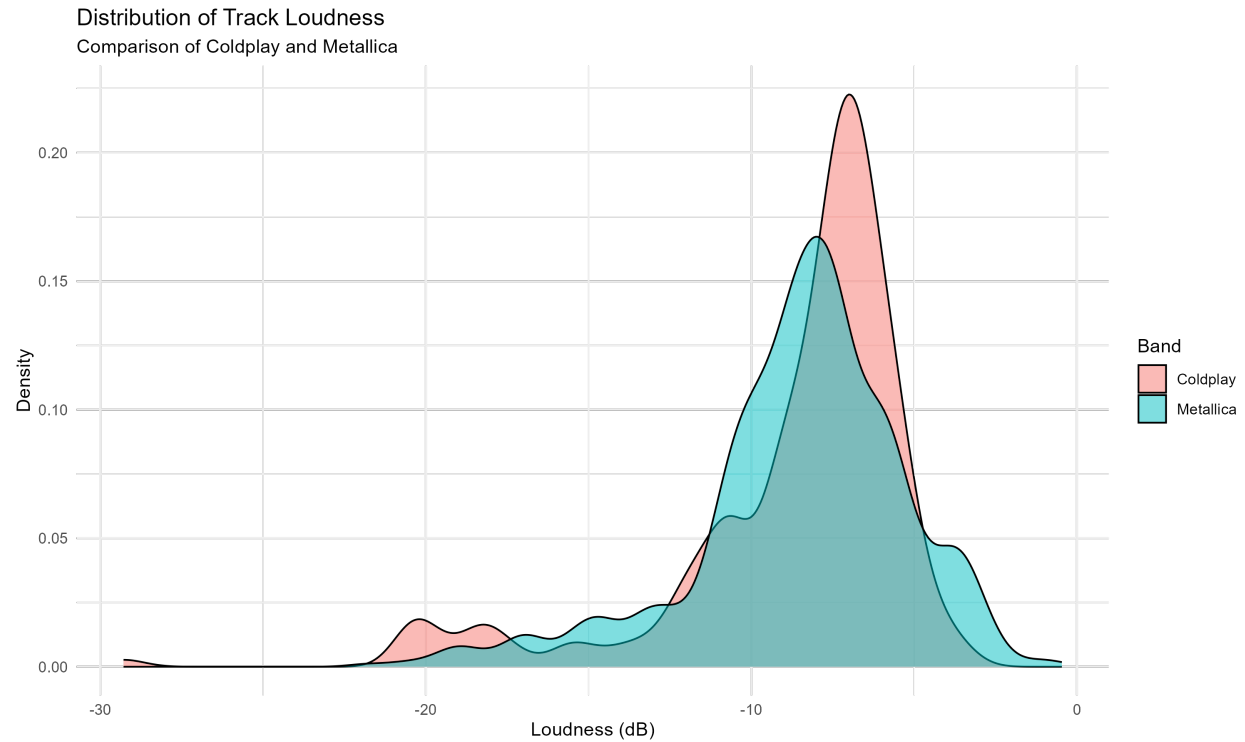 Distribution of Track Loudness
Comparison of Coldplay and Metallica
0.20
0.15
0.10
0.05
0.00
Density
-30
-20
-10
0
Loudness (dB)
Band
Coldplay
Metallica